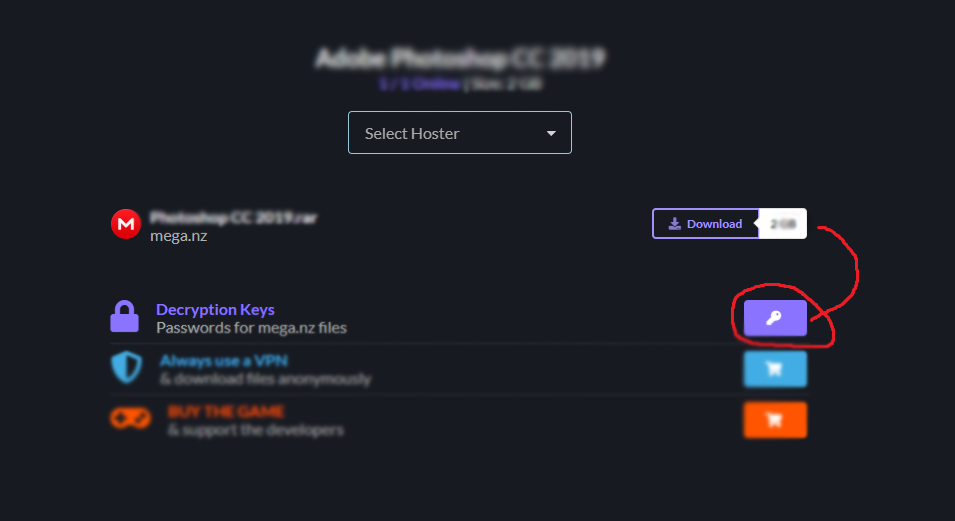 Adobe Photoshop CC 2019
1 / 1 Online | Size: 2 GB
Select Hoster
Photoshop CC 2019.rar
mega.nz
Download 2 GB
Decryption Keys
Passwords for mega.nz files
Always use a VPN
& download files anonymously
BUY THE GAME
& support the developers